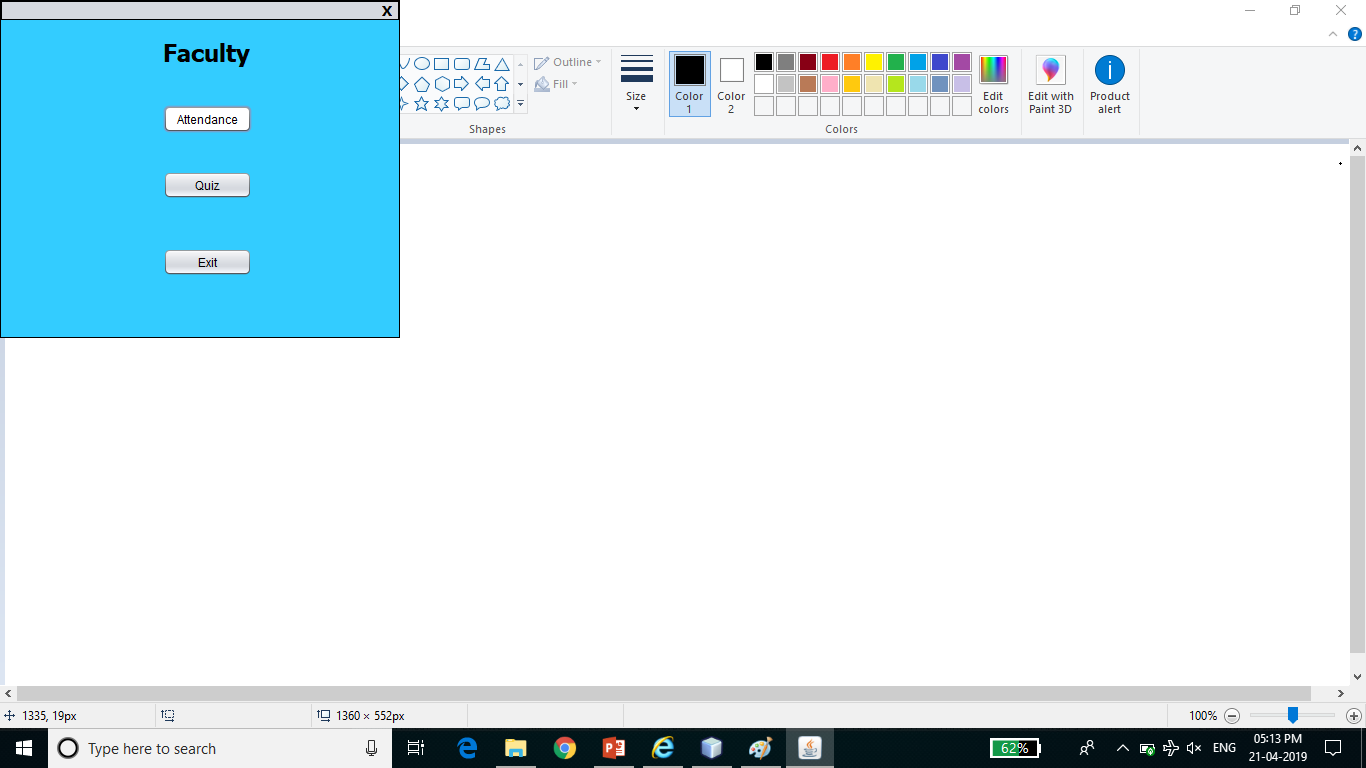 X
Faculty
Attendance
Quiz
Exit
Outline
Fill
Shapes
Size
Color
1
Color
2
Edit
colors
Colors
Edit with
Paint 3D
Product
alert
1335, 19px
1360 × 552px
100%
Type here to search
62%
ENG
05:13 PM
21-04-2019